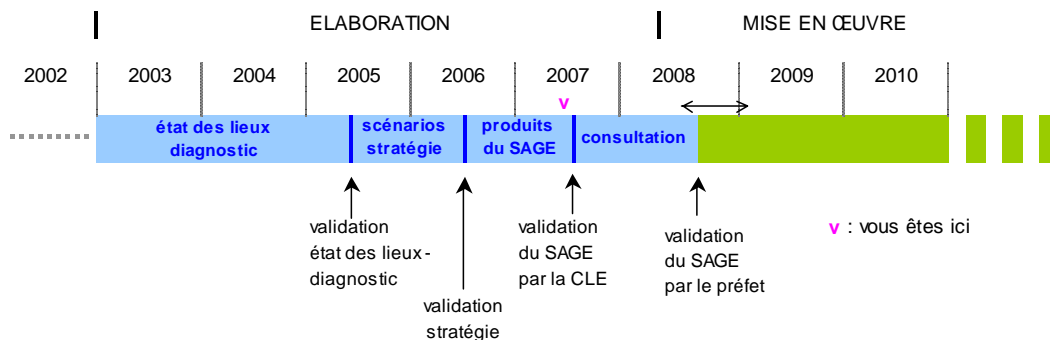 ELABORATION MISE EN ŒUVRE
2002 2003 2004 2005 2006 2007 2008 2009 2010
v
état des lieux diagnostic
scénarios stratégie
produits du SAGE
consultation
validation
état des lieux-
diagnostic
validation
stratégie
validation
du SAGE
par la CLE
validation
du SAGE
par le préfet
v : vous êtes ici